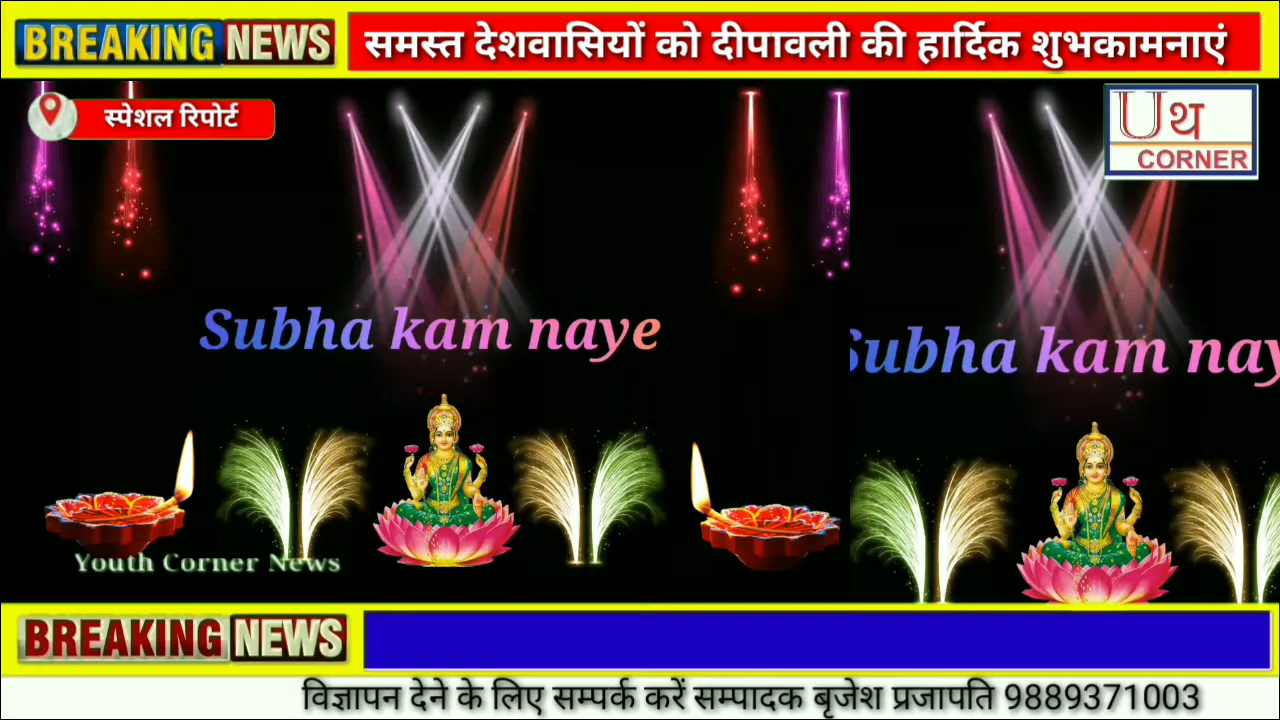 BREAKING NEWS
समस्त देशवासियों को दीपावली की हार्दिक शुभकामनाएं
स्पेशल रिपोर्ट
Uथ
CORNER
Subha kam naye
Subha kam nay
Youth Corner News
BREAKING NEWS
विज्ञापन देने के लिए सम्पर्क करें सम्पादक बृजेश प्रजापति 9889371003